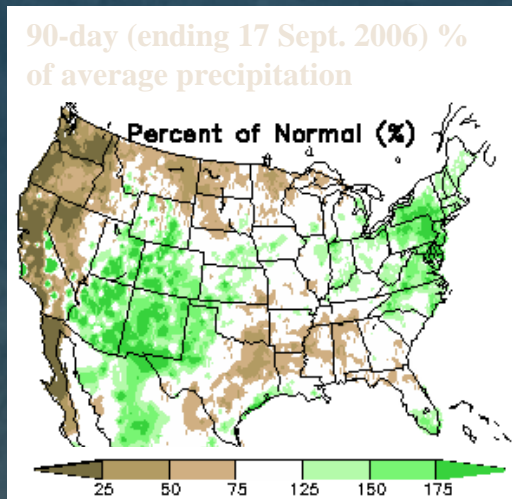 90-day (ending 17 Sept. 2006) %
of average precipitation
Percent of Normal (%)
25 50 75 125 150 175